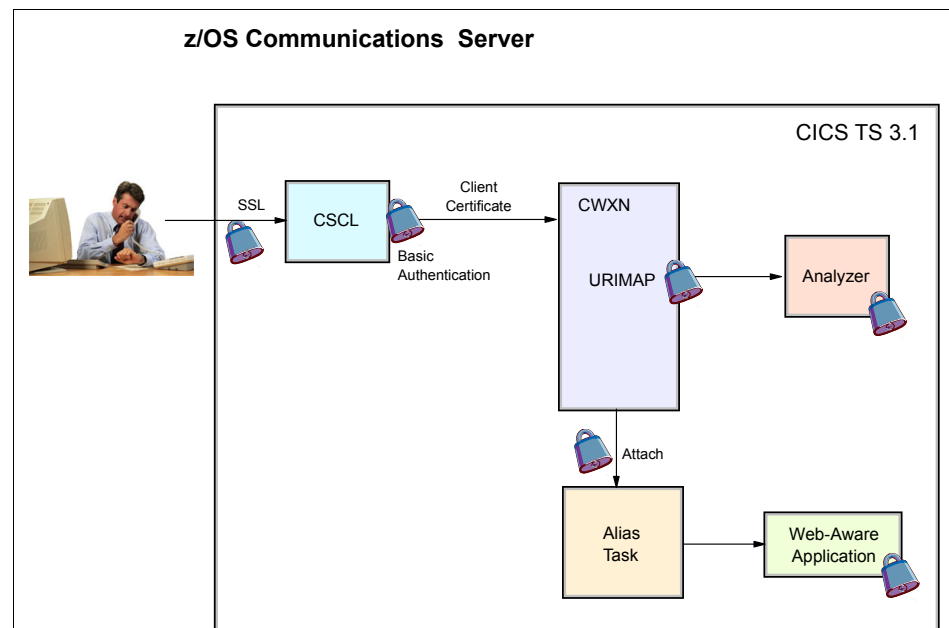 z/OS Communications Server
CICS TS 3.1
SSL
CSCL
Client
Certificate
Basic
Authentication
CWXN
URIMAP
Analyzer
Attach
Alias
Task
Web-Aware
Application